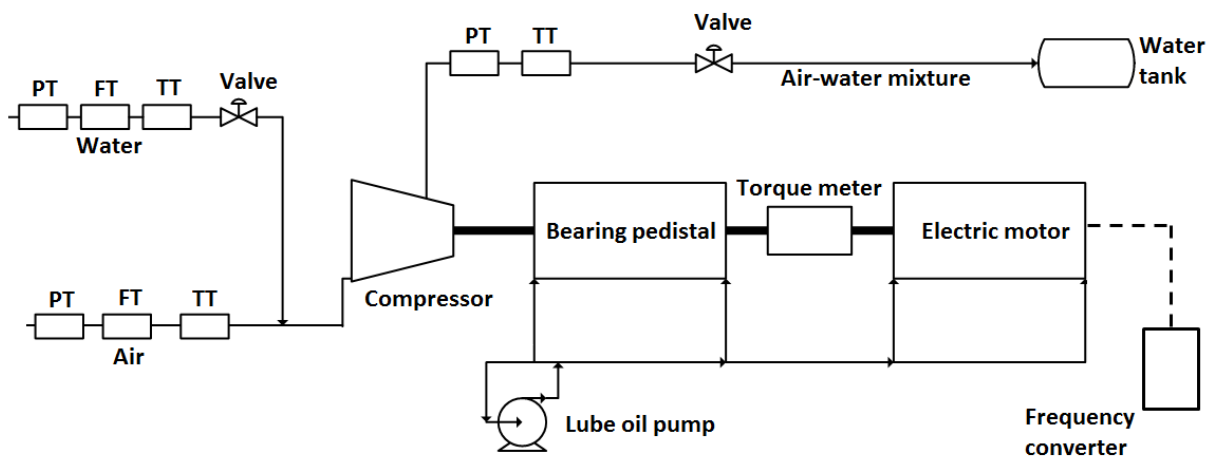 PT TT Valve
Water
tank
Air-water mixture
PT FT TT Valve
Water
Torque meter
Bearing pedistal
Electric motor
Compressor
PT FT TT
Air
Lube oil pump
Frequency
converter